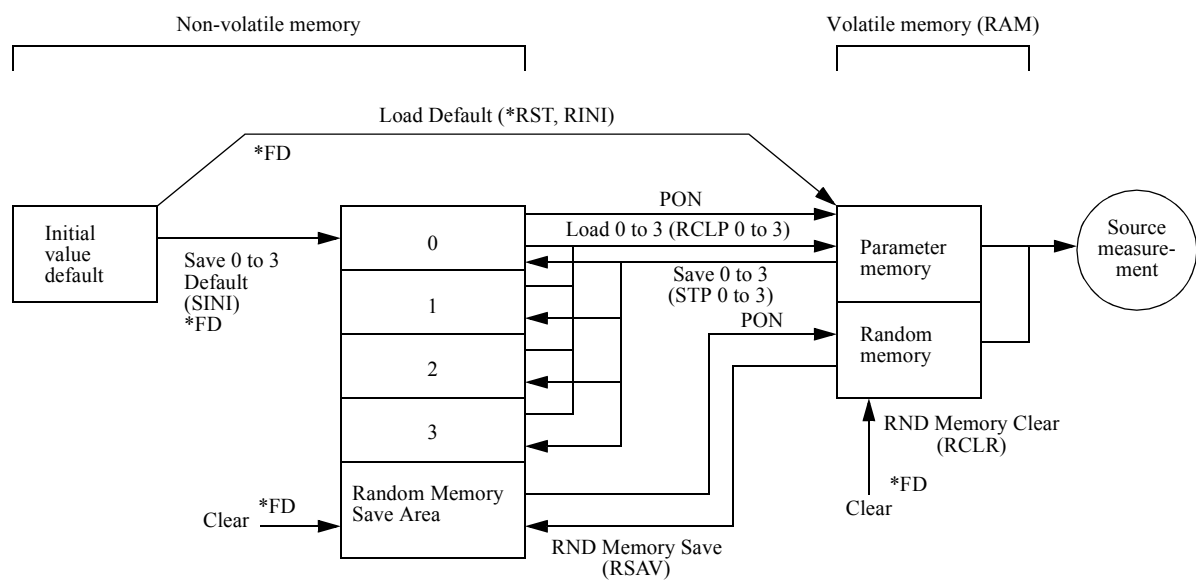 Non-volatile memory
Volatile memory (RAM)
Load Default (*RST, RINI)
*FD
Initial
value
default
Save 0 to 3
Default
(SINI)
*FD
0
1
2
3
Random Memory
Save Area
Clear
*FD
PON
Load 0 to 3 (RCLP 0 to 3)
Save 0 to 3
(STP 0 to 3)
PON
RND Memory Save
(RSAV)
Parameter
memory
Random
memory
RND Memory Clear
(RCLR)
*FD
Clear
Source
measure-
ment